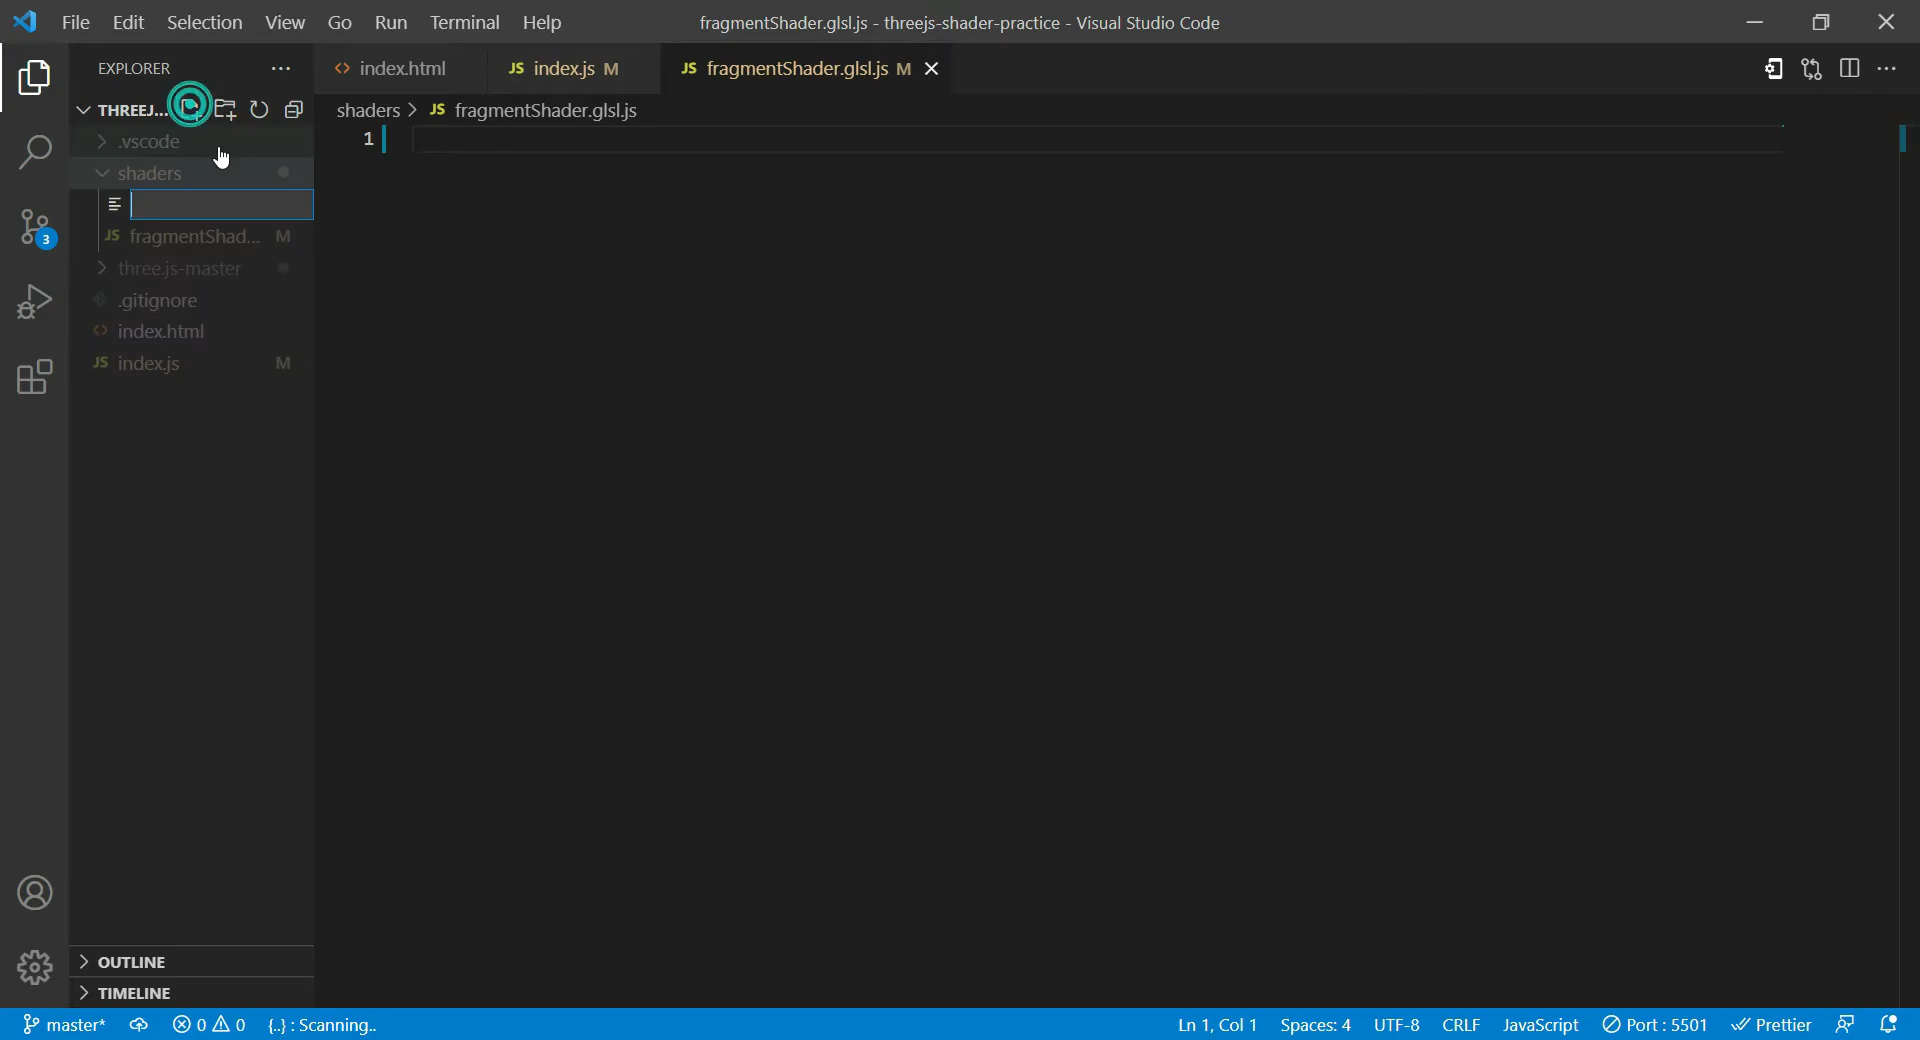 File Edit Selection View Go Run Terminal Help
fragmentShader.glsl.js - threejs-shader-practice - Visual Studio Code
EXPLORER
index.html
JS index.js M
JS fragmentShader.glsl.js M
THREEJ...
shaders > JS fragmentShader.glsl.js
.vscode
1
shaders
JS fragmentShad... M
three.js-master
.gitignore
index.html
JS index.js M
3
OUTLINE
TIMELINE
master* 0 0 {..} : Scanning..
Ln 1, Col 1 Spaces: 4 UTF-8 CRLF JavaScript Port : 5501 Prettier